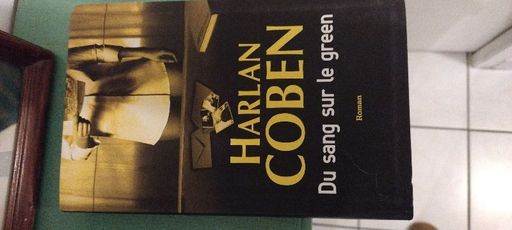 HARLAN
COBEN
Du sang sur le green
Roman